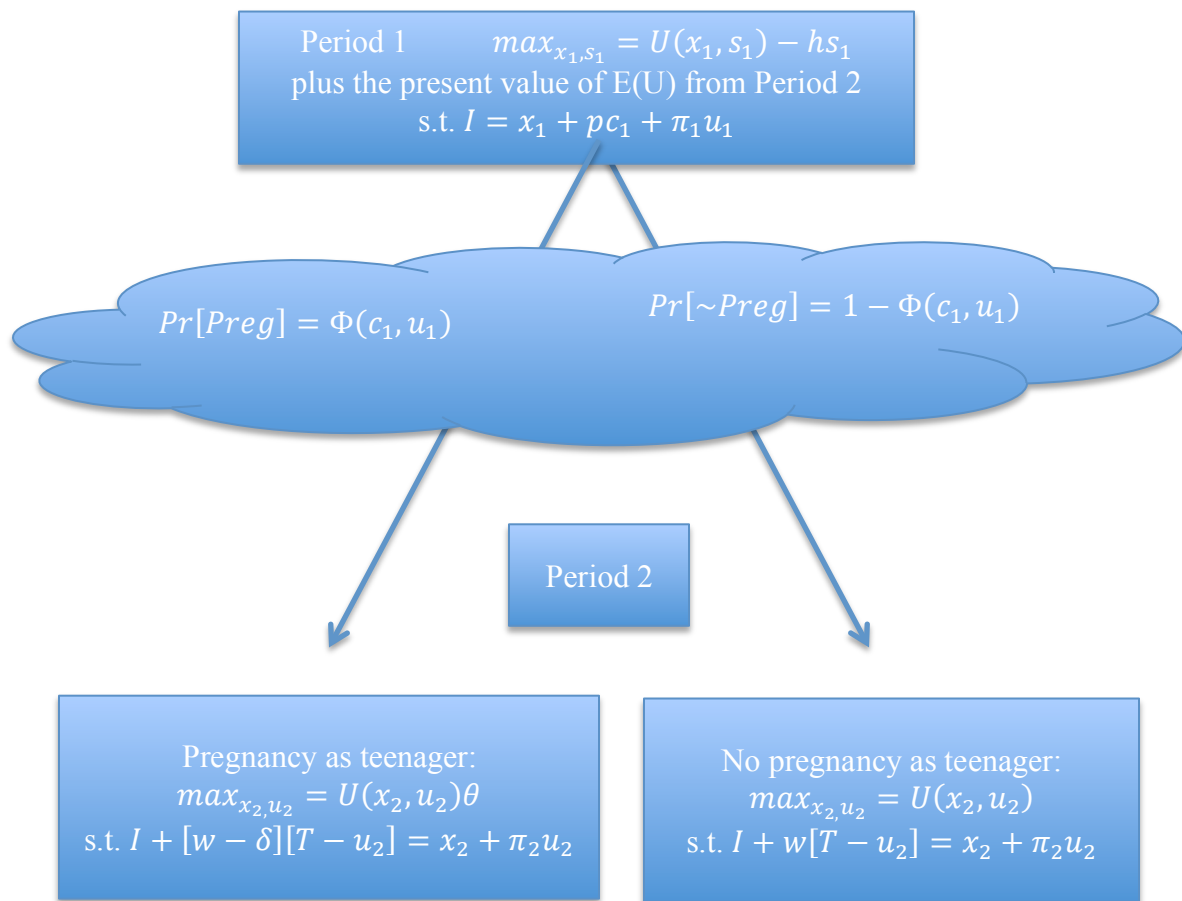 Period 1 max_{x_1,s_1} = U(x_1, s_1) − hs_1
plus the present value of E(U) from Period 2
s.t. I = x_1 + pc_1 + π_1u_1
Pr[Preg] = Φ(c_1, u_1)
Pr[~Preg] = 1 − Φ(c_1, u_1)
Period 2
Pregnancy as teenager:
max_{x_2,u_2} = U(x_2, u_2)θ
s.t. I + [w − δ][T − u_2] = x_2 + π_2u_2
No pregnancy as teenager:
max_{x_2,u_2} = U(x_2, u_2)
s.t. I + w[T − u_2] = x_2 + π_2u_2